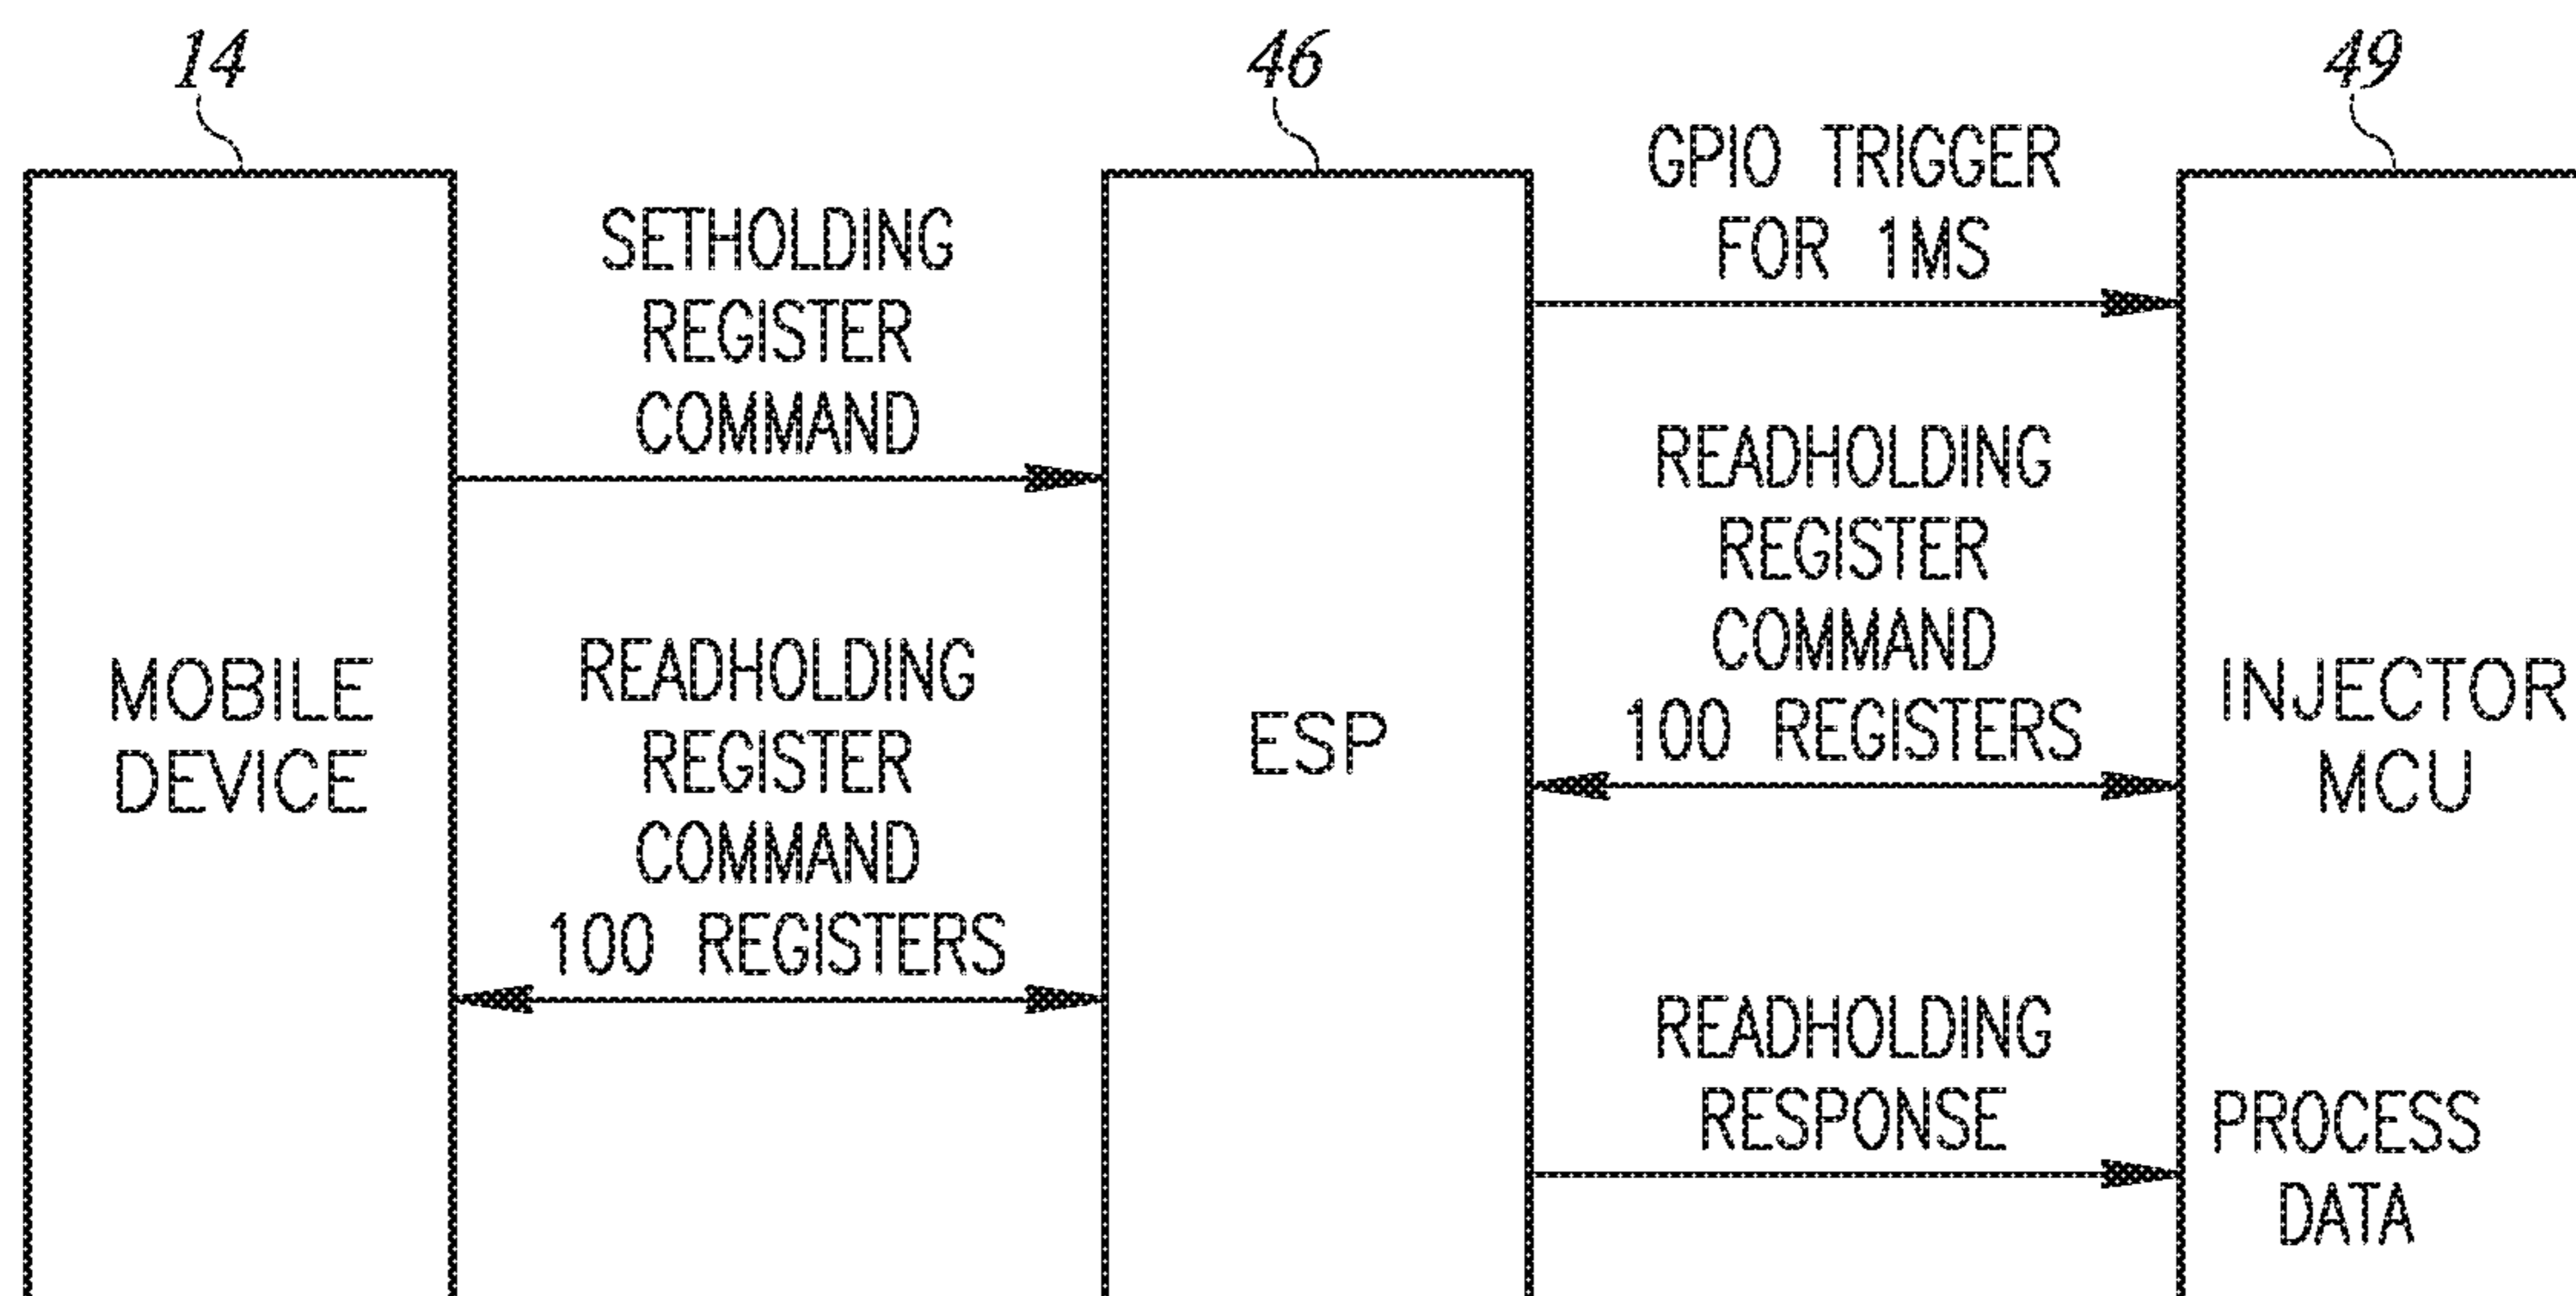 14
46
49
GPIO TRIGGER
FOR 1MS
SETHOLDING
REGISTER
COMMAND
READHOLDING
REGISTER
COMMAND
100 REGISTERS
READHOLDING
REGISTER
COMMAND
100 REGISTERS
MOBILE
DEVICE
ESP
INJECTOR
MCU
READHOLDING
RESPONSE
PROCESS
DATA